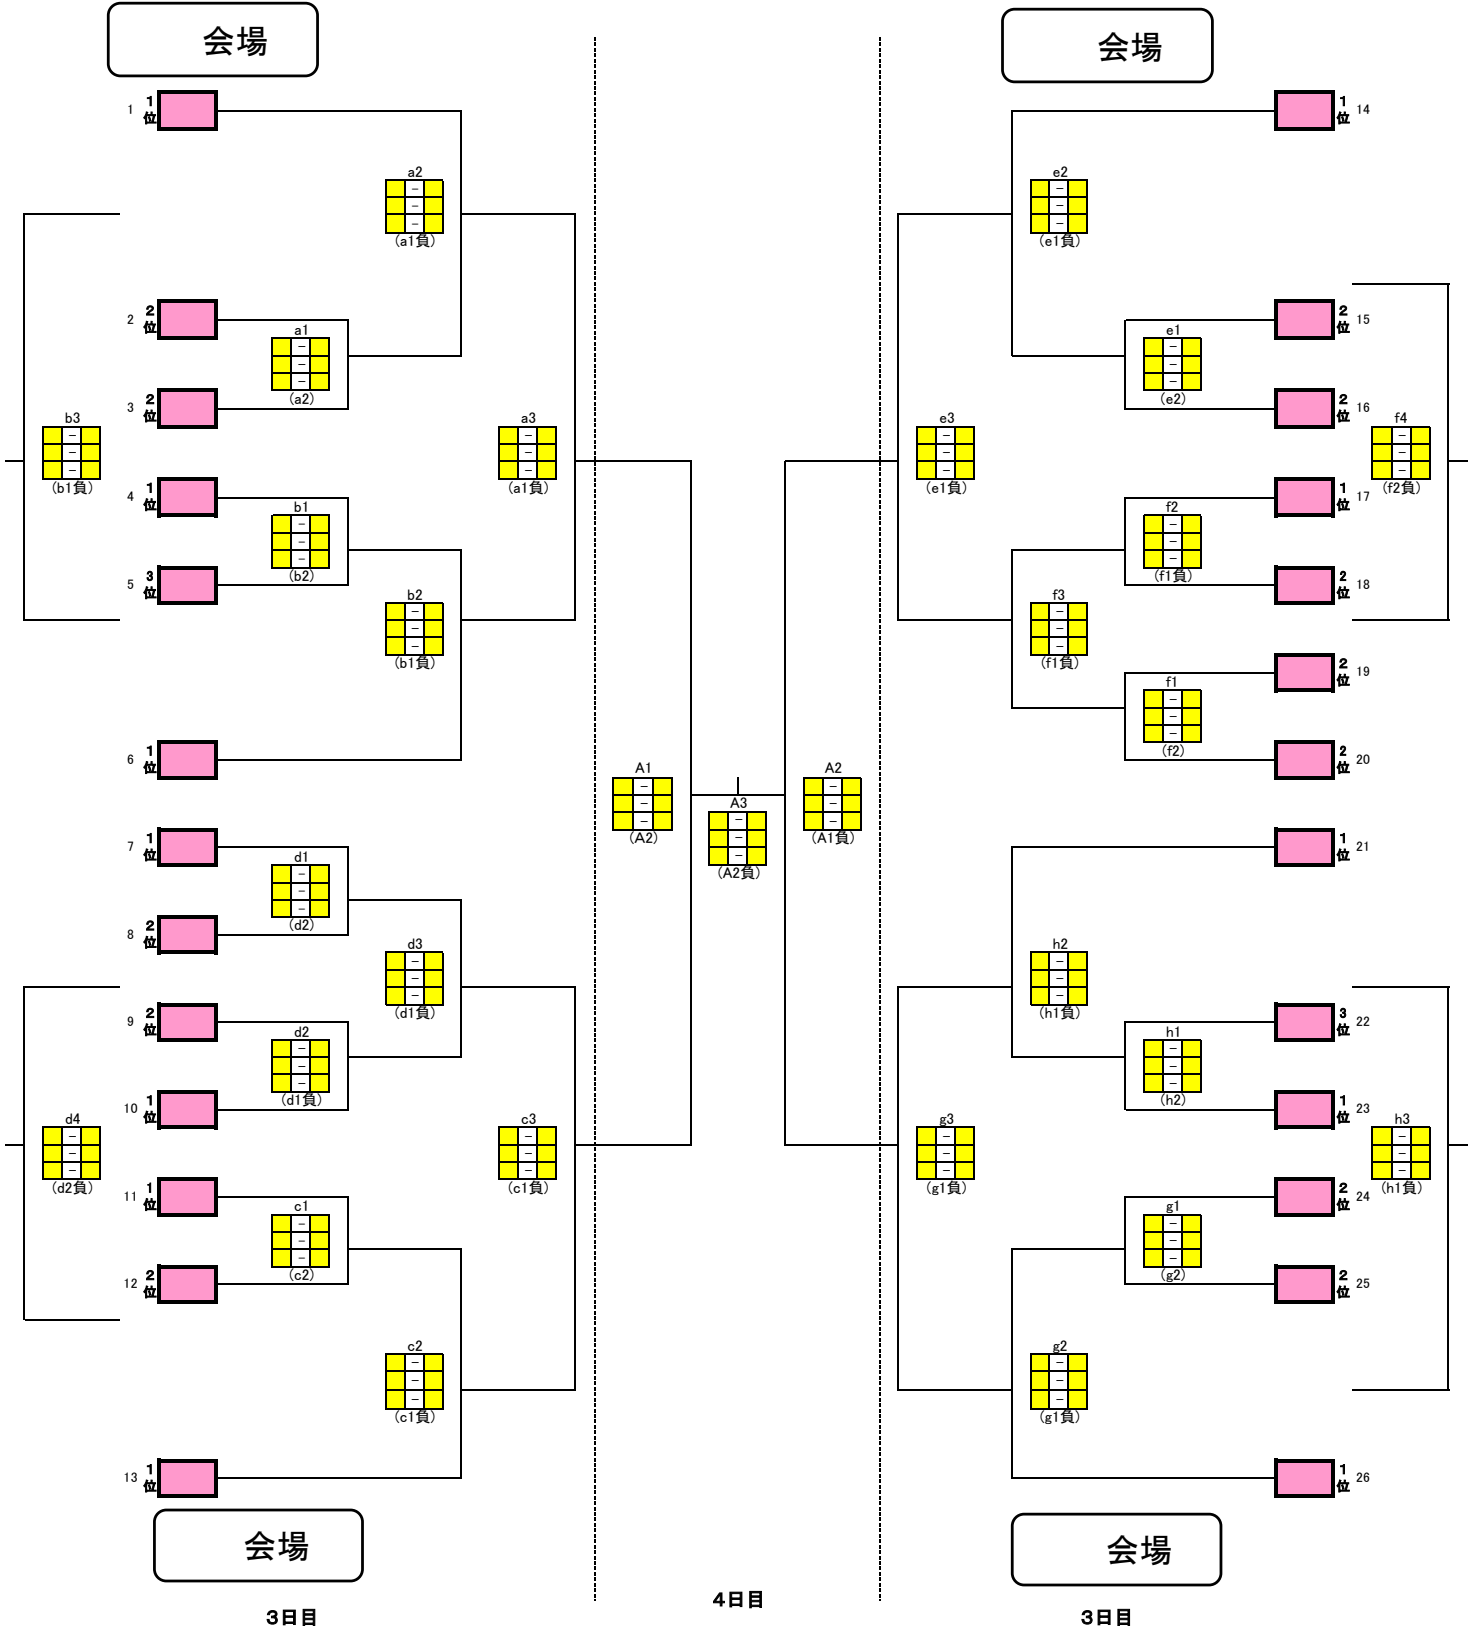 会場
会場
1 1位
1位 14
a2
－
－
－
(a1負)
e2
－
－
－
(e1負)
2 2位
2位 15
a1
－
－
－
(a2)
e1
－
－
－
(e2)
3 2位
2位 16
b3
－
－
－
(b1負)
a3
－
－
－
(a1負)
e3
－
－
－
(e1負)
f4
－
－
－
(f2負)
4 1位
1位 17
b1
－
－
－
(b2)
f2
－
－
－
(f1負)
5 3位
2位 18
b2
－
－
－
(b1負)
f3
－
－
－
(f1負)
2位 19
f1
－
－
－
(f2)
6 1位
2位 20
A1
－
－
－
(A2)
A3
－
－
－
(A2負)
A2
－
－
－
(A1負)
7 1位
1位 21
d1
－
－
－
(d2)
8 2位
d3
－
－
－
(d1負)
h2
－
－
－
(h1負)
9 2位
3位 22
d2
－
－
－
(d1負)
h1
－
－
－
(h2)
10 1位
1位 23
d4
－
－
－
(d2負)
c3
－
－
－
(c1負)
g3
－
－
－
(g1負)
h3
－
－
－
(h1負)
11 1位
2位 24
c1
－
－
－
(c2)
g1
－
－
－
(g2)
12 2位
2位 25
c2
－
－
－
(c1負)
g2
－
－
－
(g1負)
13 1位
1位 26
会場
会場
3日目
4日目
3日目